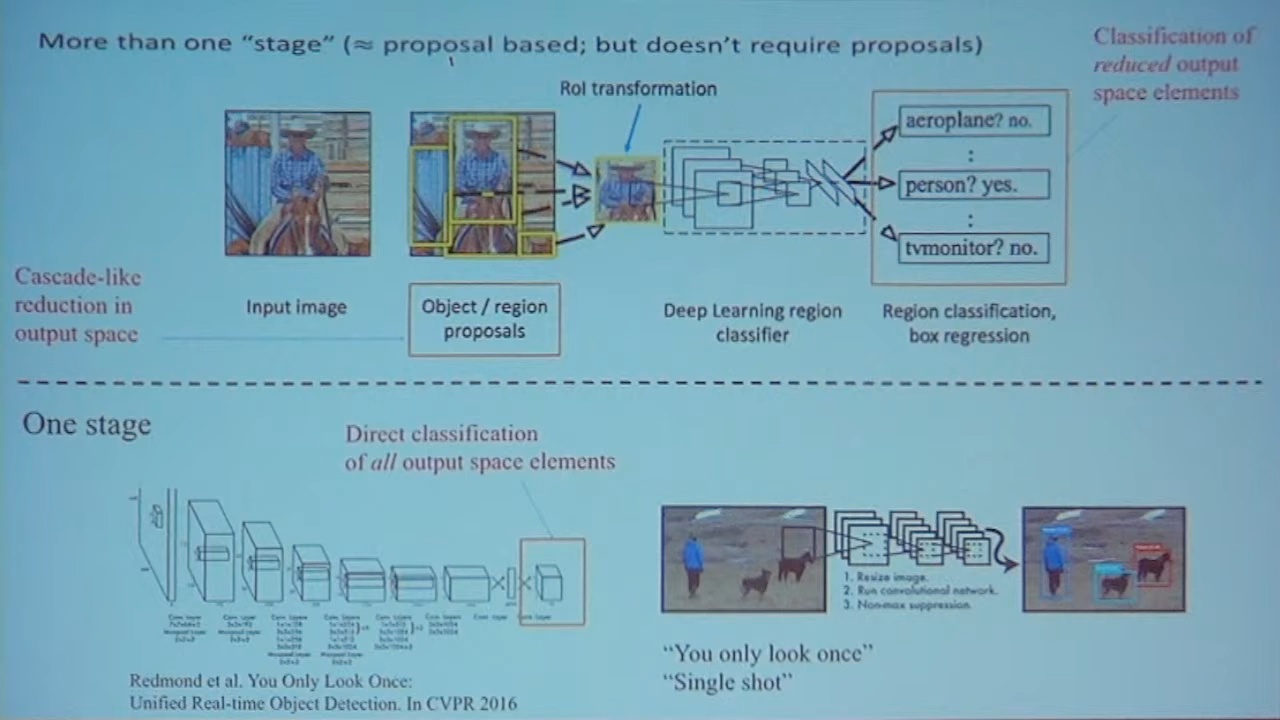 More than one “stage” (≈ proposal based; but doesn’t require proposals)
Classification of
reduced output
space elements
RoI transformation
aeroplane? no.
:
person? yes.
:
tvmonitor? no.
Cascade-like
reduction in
output space
Input image
Object / region
proposals
Deep Learning region
classifier
Region classification,
box regression
One stage
Direct classification
of all output space elements
1. Resize image.
2. Run convolutional network.
3. Non-max suppression.
“You only look once”
“Single shot”
Redmond et al. You Only Look Once:
Unified Real-time Object Detection. In CVPR 2016